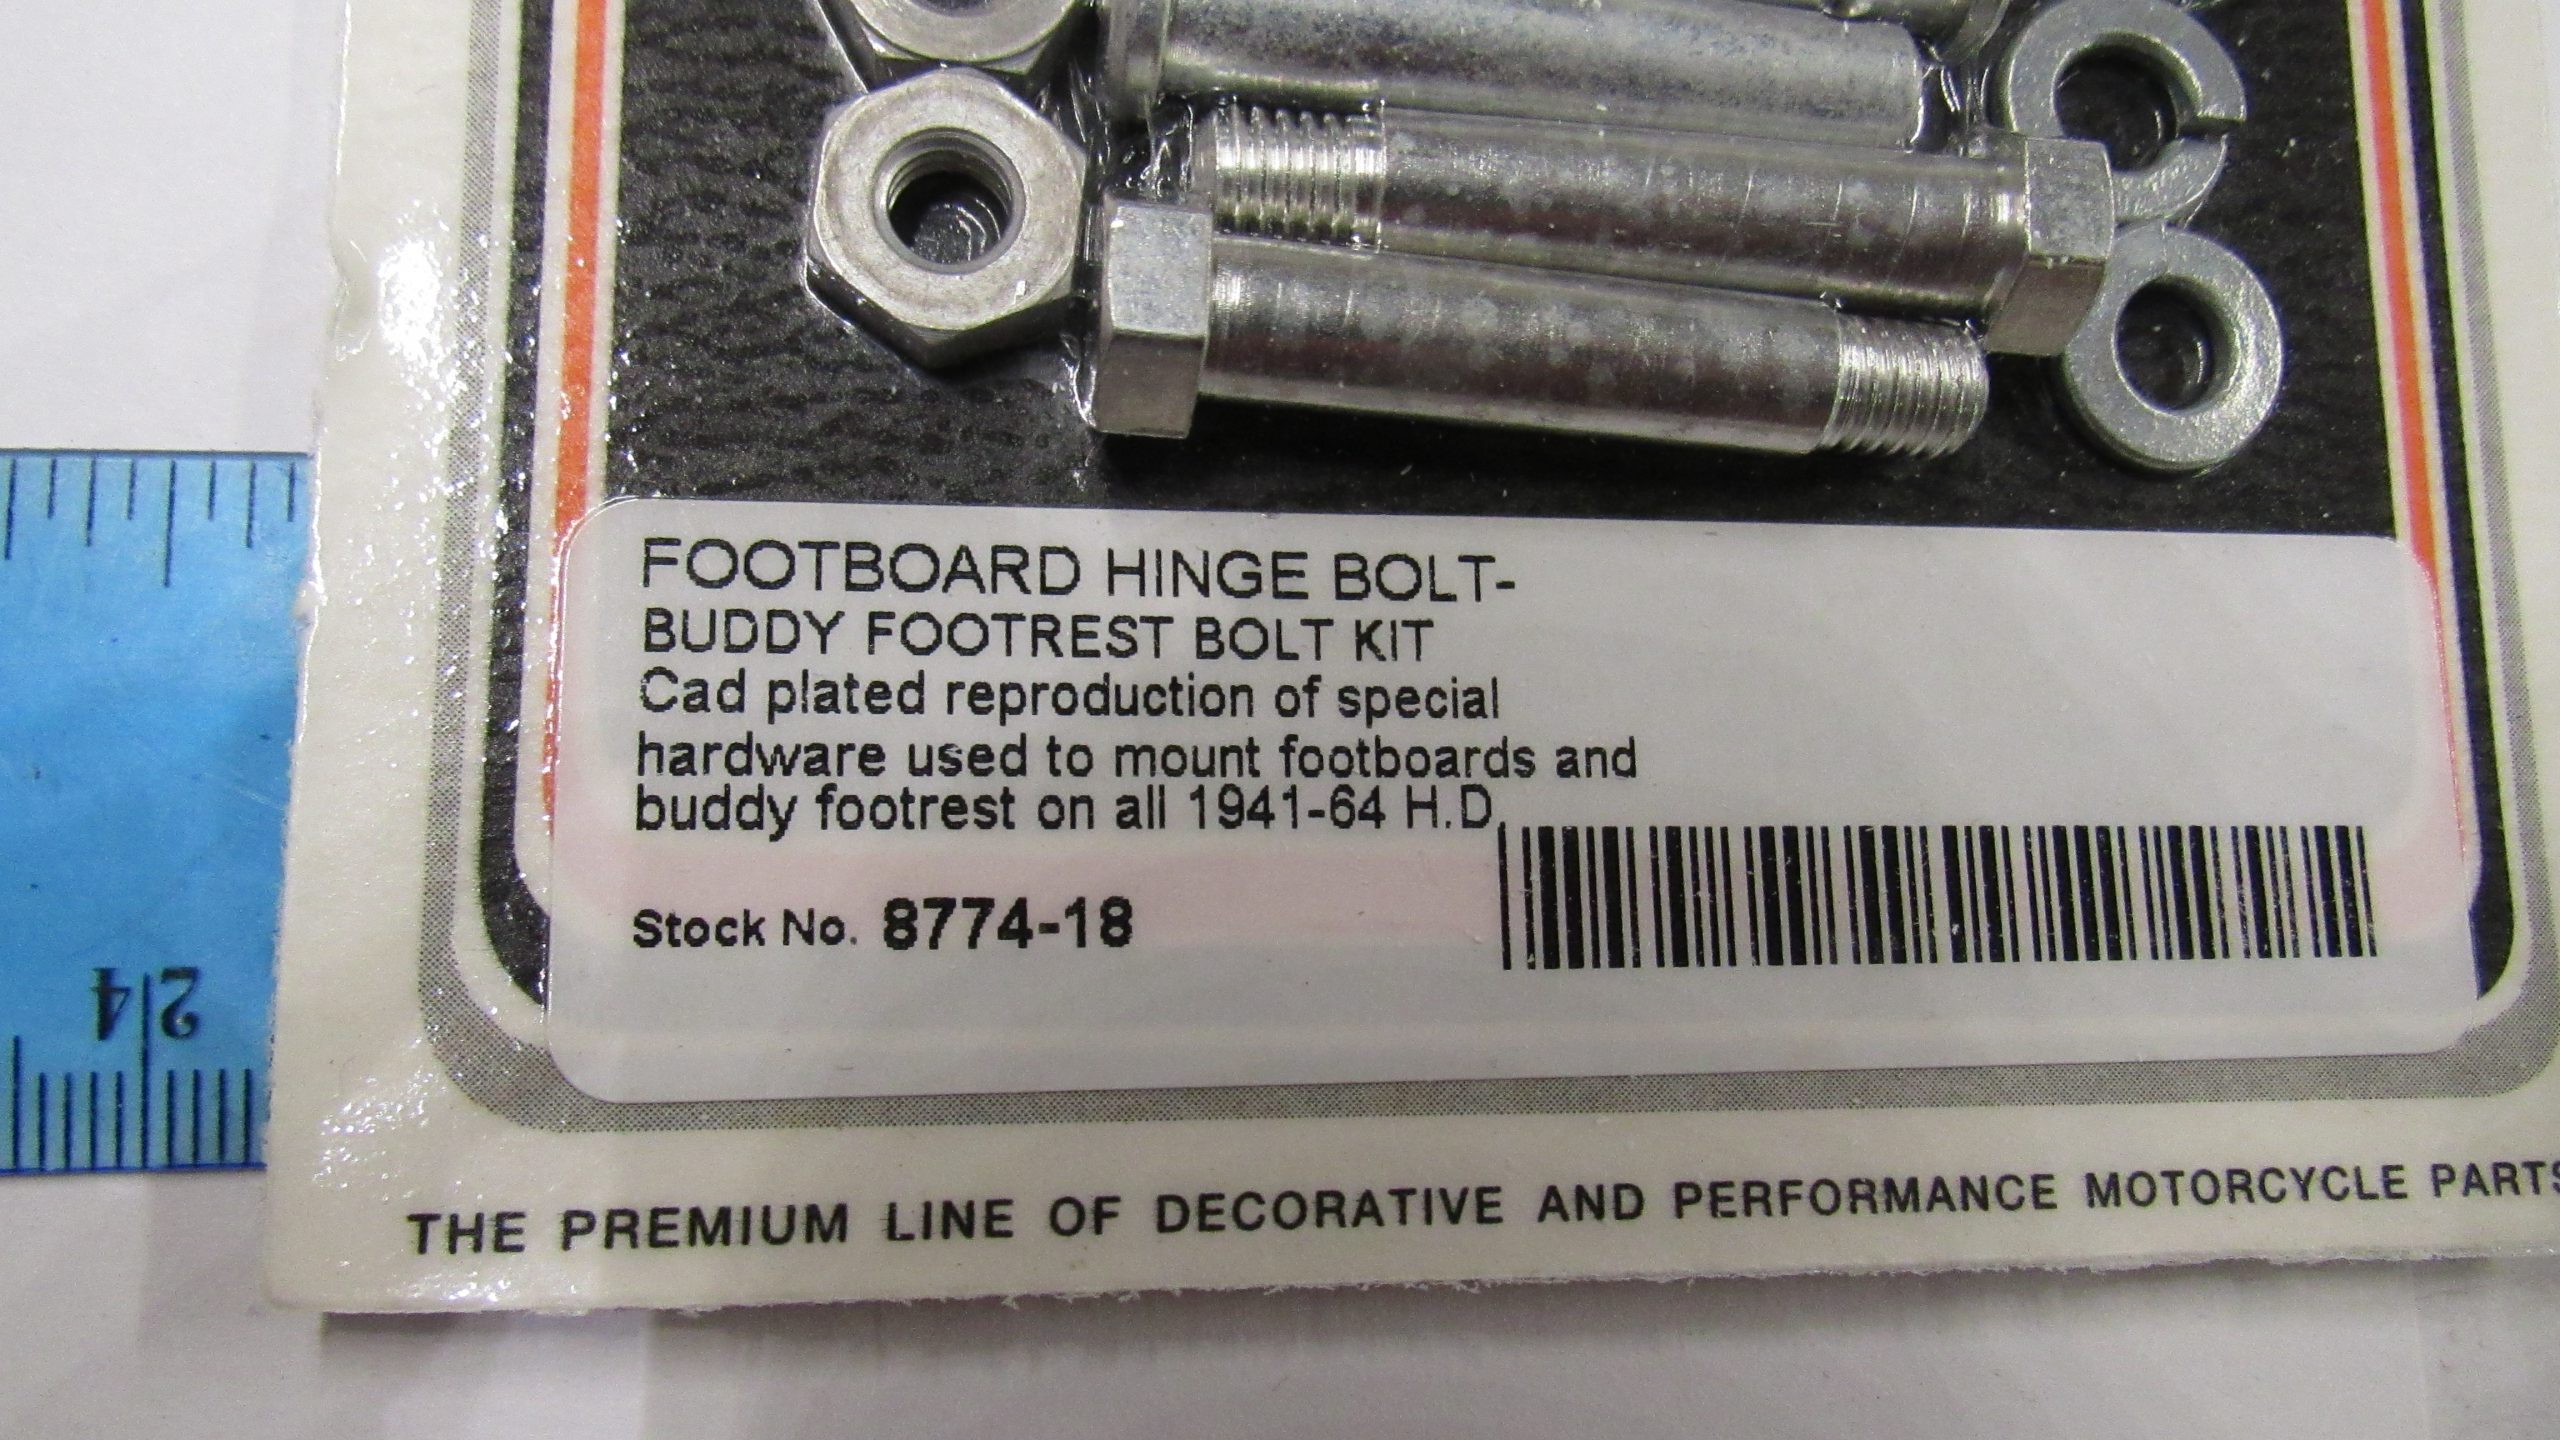 FOOTBOARD HINGE BOLT-
BUDDY FOOTREST BOLT KIT
Cad plated reproduction of special
hardware used to mount footboards and
buddy footrest on all 1941-64 H.D.
Stock No. 8774-18
24
THE PREMIUM LINE OF DECORATIVE AND PERFORMANCE MOTORCYCLE PARTS